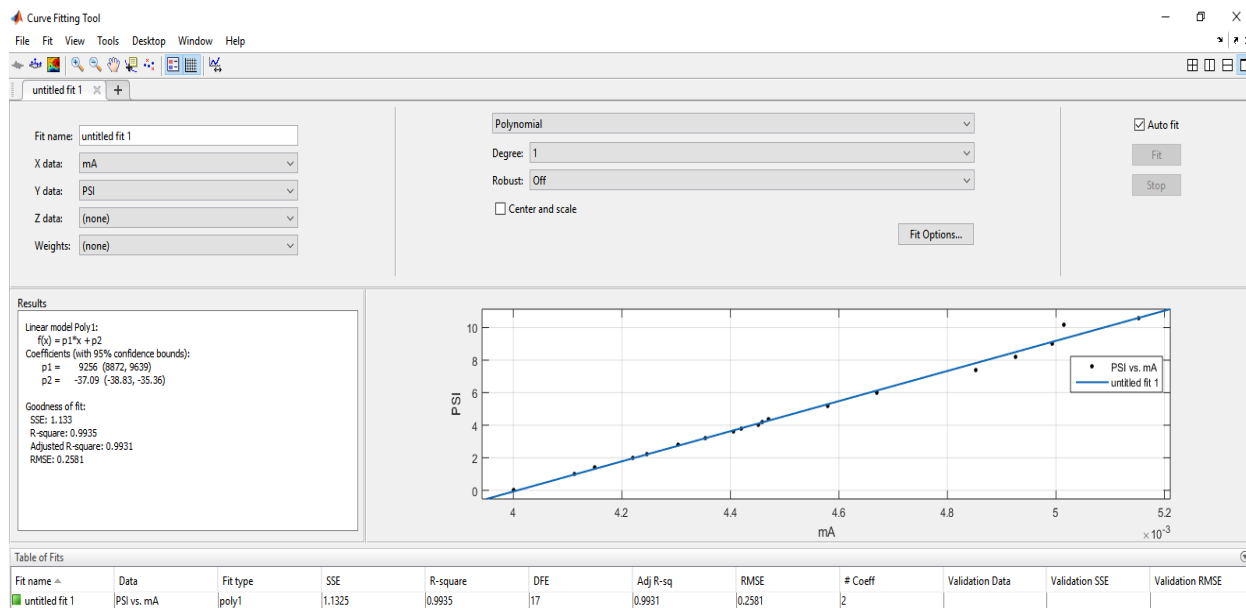 Curve Fitting Tool
File Fit View Tools Desktop Window Help
untitled fit 1
Fit name: untitled fit 1
X data: mA
Y data: PSI
Z data: (none)
Weights: (none)
Polynomial
Degree: 1
Robust: Off
Center and scale
Fit Options...
Auto fit
Fit
Stop
Results
Linear model Poly1:
f(x) = p1*x + p2
Coefficients (with 95% confidence bounds):
p1 = 9256 (8872, 9639)
p2 = -37.09 (-38.83, -35.36)
Goodness of fit:
SSE: 1.133
R-square: 0.9935
Adjusted R-square: 0.9931
RMSE: 0.2581
PSI
10
8
6
4
2
0
PSI vs. mA
untitled fit 1
4 4.2 4.4 4.6 4.8 5 5.2
mA
×10-3
Table of Fits
Fit name Data Fit type SSE R-square DFE Adj R-sq RMSE # Coeff Validation Data Validation SSE Validation RMSE
untitled fit 1 PSI vs. mA poly1 1.1325 0.9935 17 0.9931 0.2581 2